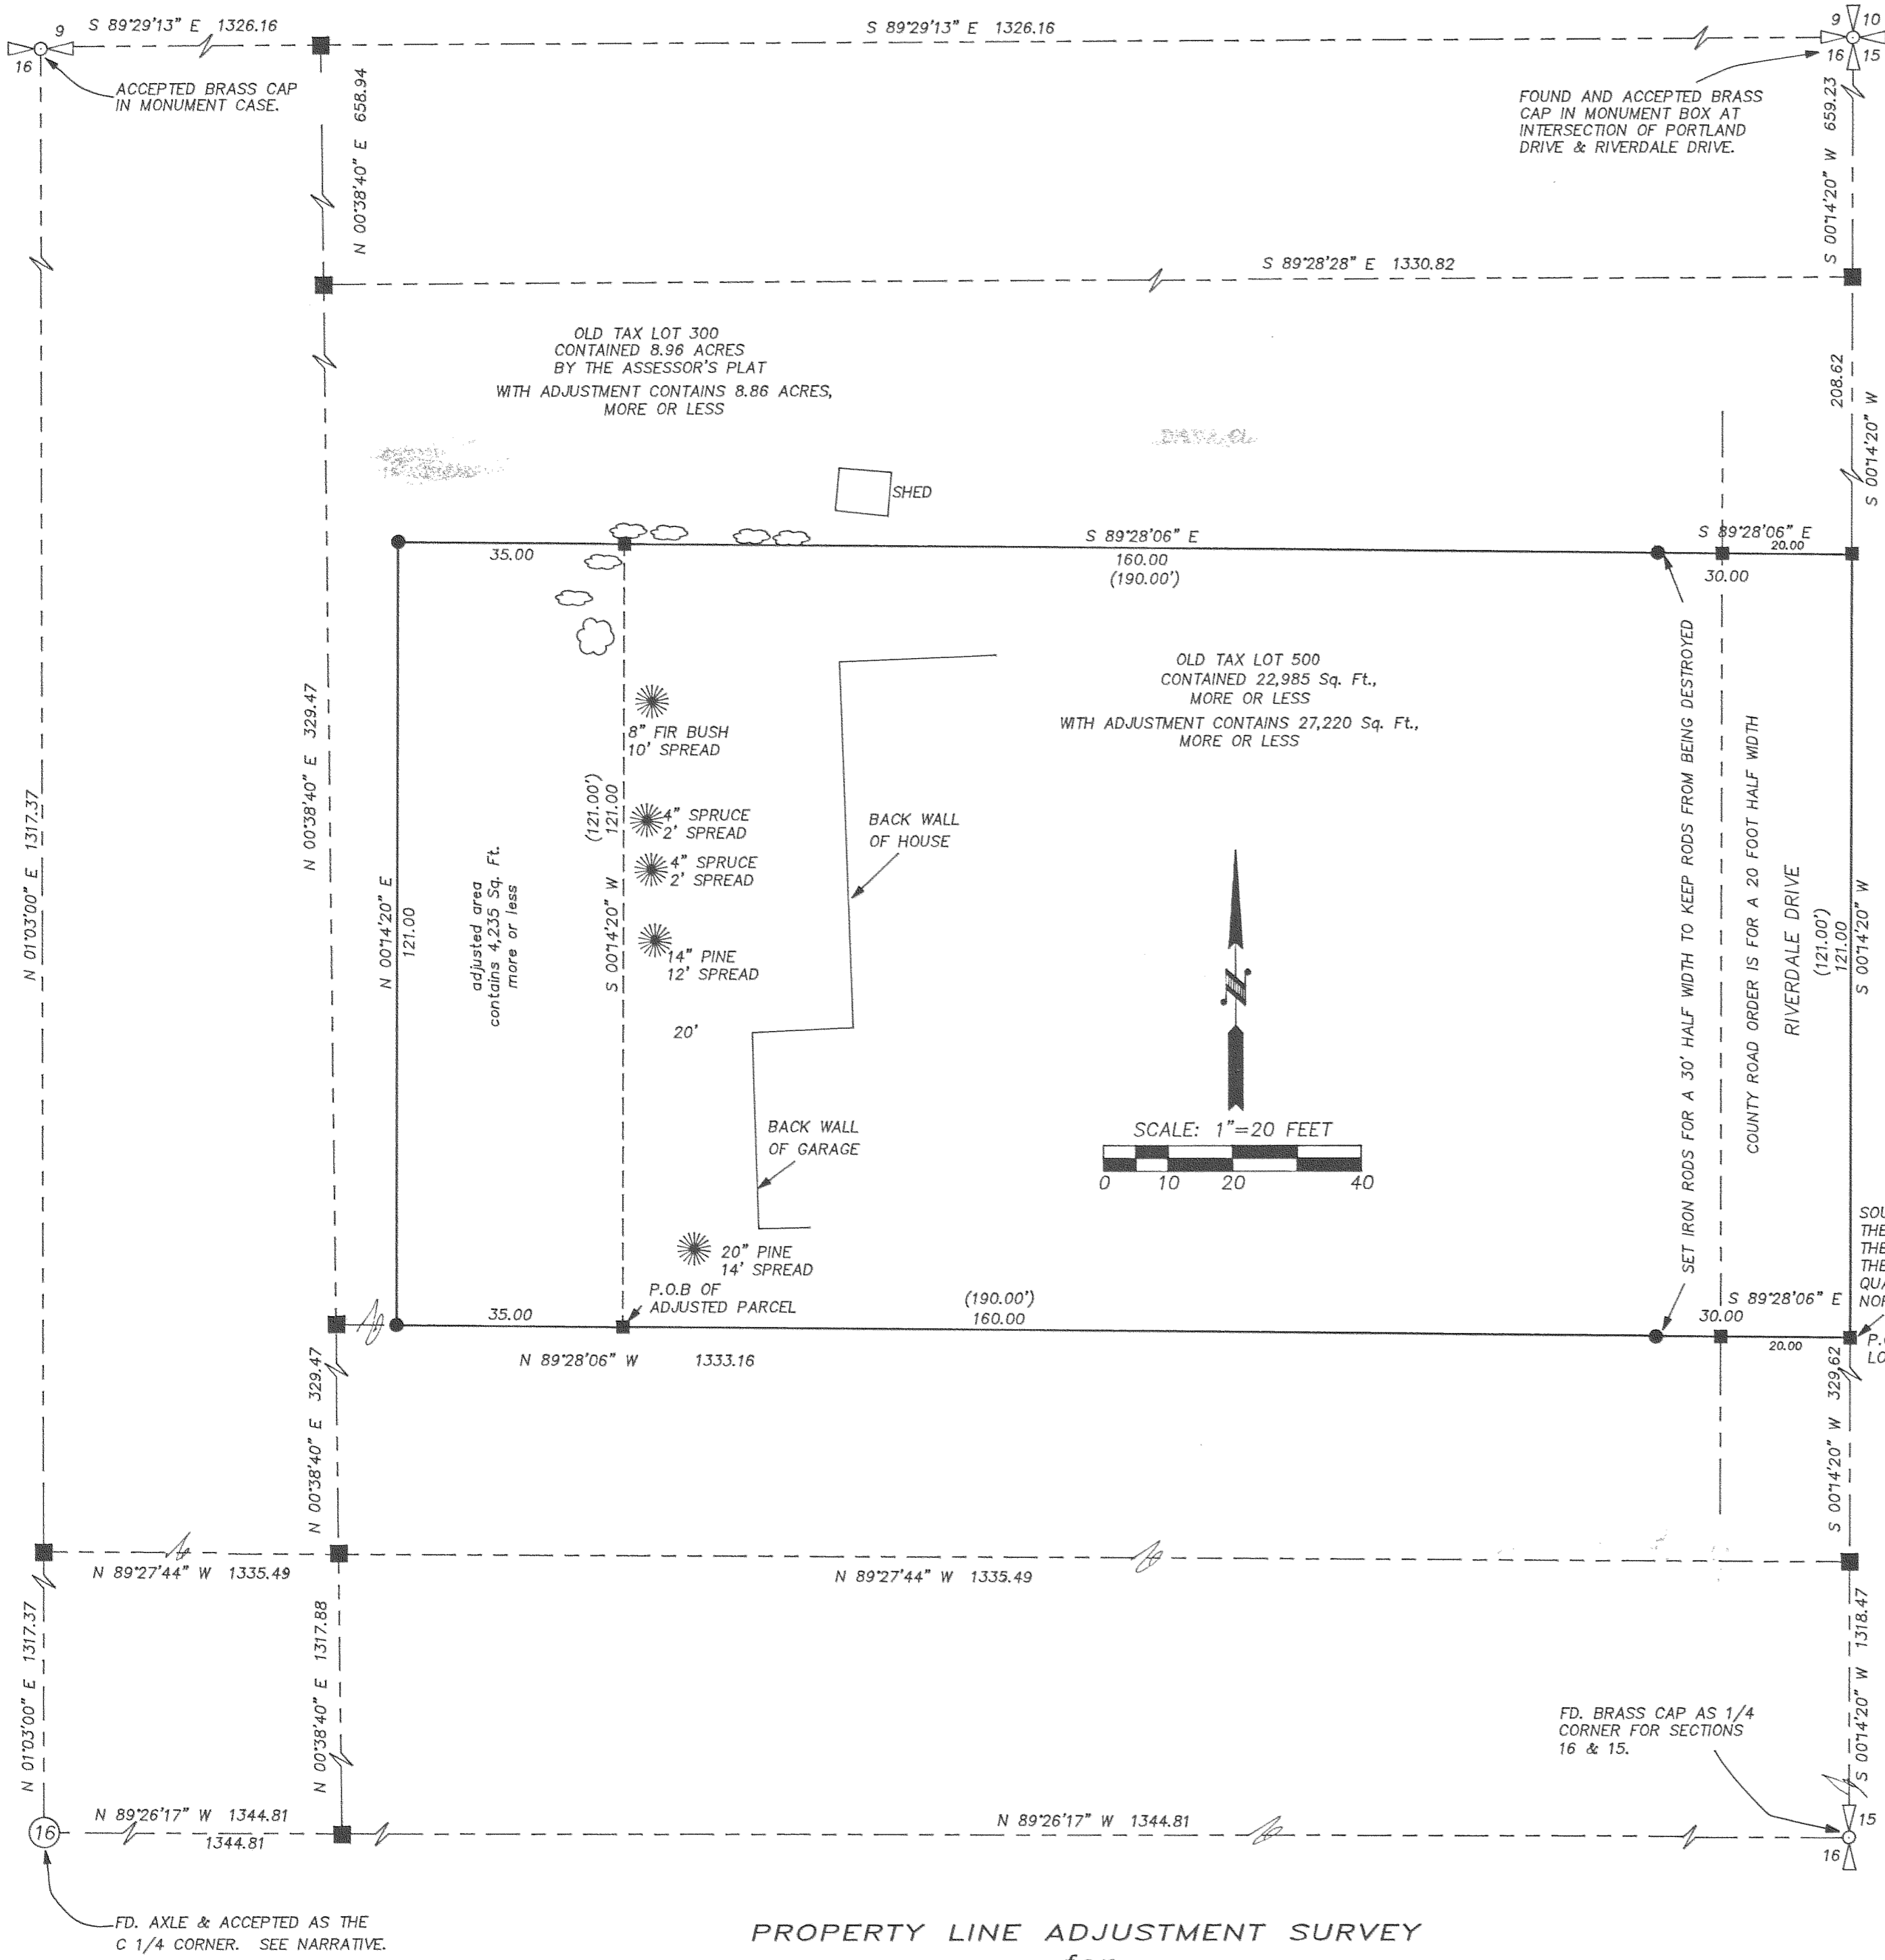 S 89°29'13" E 1326.16
S 89°29'13" E 1326.16
9
16
9 10
16 15
ACCEPTED BRASS CAP
IN MONUMENT CASE.
N 00°38'40" E 658.94
FOUND AND ACCEPTED BRASS
CAP IN MONUMENT BOX AT
INTERSECTION OF PORTLAND
DRIVE & RIVERDALE DRIVE.
S 00°14'20" W 659.23
S 89°28'28" E 1330.82
OLD TAX LOT 300
CONTAINED 8.96 ACRES
BY THE ASSESSOR'S PLAT
WITH ADJUSTMENT CONTAINS 8.86 ACRES,
MORE OR LESS
208.62
S 00°14'20" W
SHED
35.00
S 89°28'06" E
160.00
(190.00')
S 89°28'06" E
20.00
30.00
OLD TAX LOT 500
CONTAINED 22,985 Sq. Ft.,
MORE OR LESS
WITH ADJUSTMENT CONTAINS 27,220 Sq. Ft.,
MORE OR LESS
8" FIR BUSH
10' SPREAD
4" SPRUCE
2' SPREAD
4" SPRUCE
2' SPREAD
14" PINE
12' SPREAD
20'
BACK WALL
OF HOUSE
BACK WALL
OF GARAGE
20" PINE
14' SPREAD
P.O.B OF
ADJUSTED PARCEL
N 01°03'00" E 1317.37
N 00°38'40" E 329.47
N 00°14'20" E
121.00
adjusted area
contains 4,235 Sq. Ft.
more or less
(121.00')
121.00
S 00°14'20" W
N
SCALE: 1"=20 FEET
0 10 20 40
SET IRON RODS FOR A 30' HALF WIDTH TO KEEP RODS FROM BEING DESTROYED
COUNTY ROAD ORDER IS FOR A 20 FOOT HALF WIDTH
RIVERDALE DRIVE
(121.00')
121.00
S 00°14'20" W
SOU
THE
THE
THE
QUA
NOR
P.O
LO
35.00
(190.00')
160.00
S 89°28'06" E
30.00
20.00
N 89°28'06" W 1333.16
N 00°38'40" E 329.47
S 00°14'20" W 329.62
N 89°27'44" W 1335.49
N 89°27'44" W 1335.49
N 01°03'00" E 1317.37
N 00°38'40" E 1317.88
S 00°14'20" W 1318.47
FD. BRASS CAP AS 1/4
CORNER FOR SECTIONS
16 & 15.
N 89°26'17" W 1344.81
1344.81
N 89°26'17" W 1344.81
16
15
16
FD. AXLE & ACCEPTED AS THE
C 1/4 CORNER. SEE NARRATIVE.
PROPERTY LINE ADJUSTMENT SURVEY